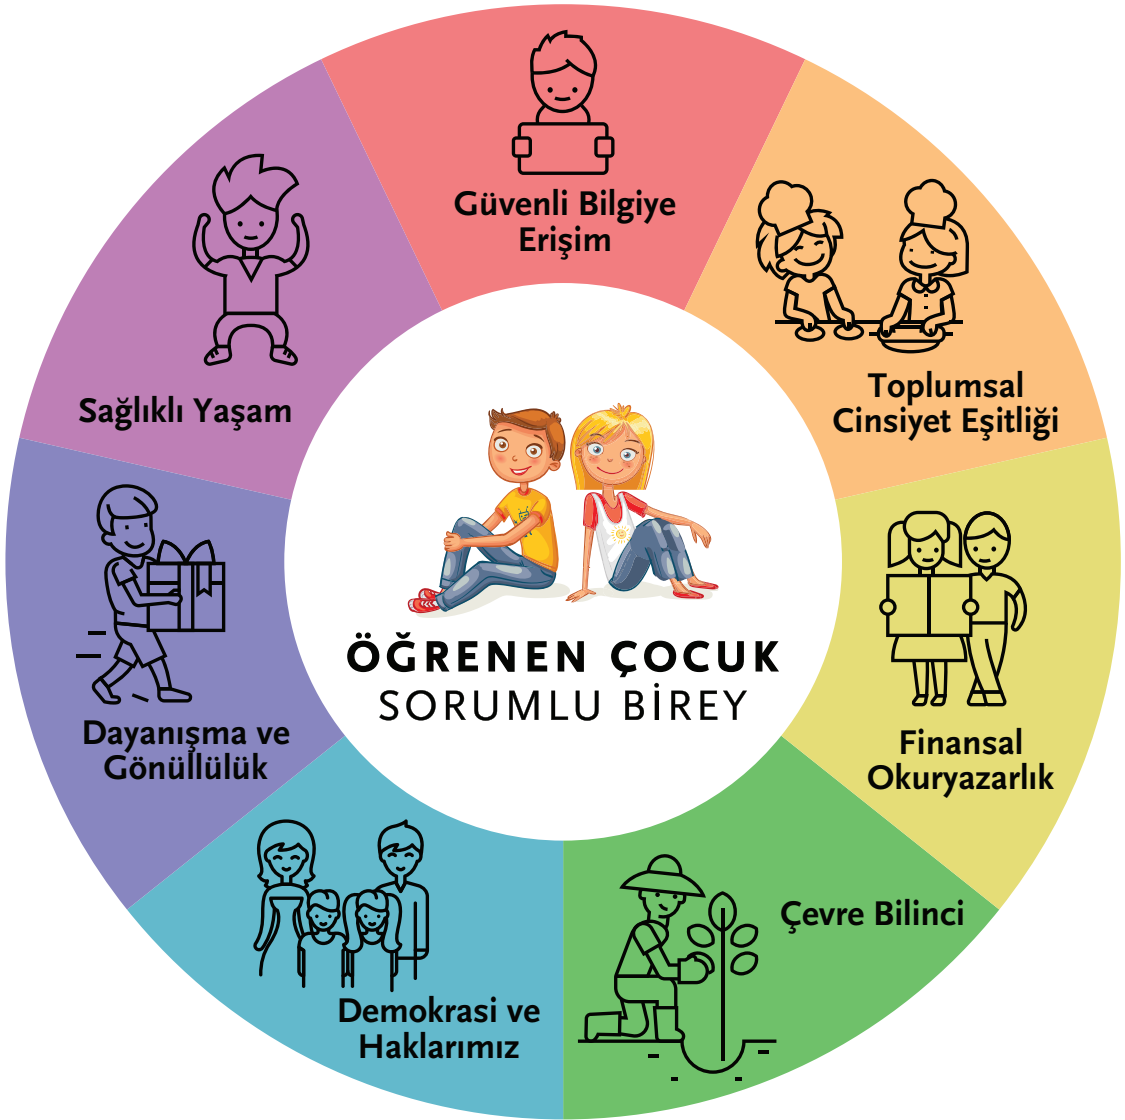 Güvenli Bilgiye
Erişim
Toplumsal
Cinsiyet Eşitliği
Finansal
Okuryazarlık
Çevre Bilinci
Demokrasi ve
Haklarımız
Dayanışma ve
Gönüllülük
Sağlıklı Yaşam
ÖĞRENEN ÇOCUK
SORUMLU BİREY